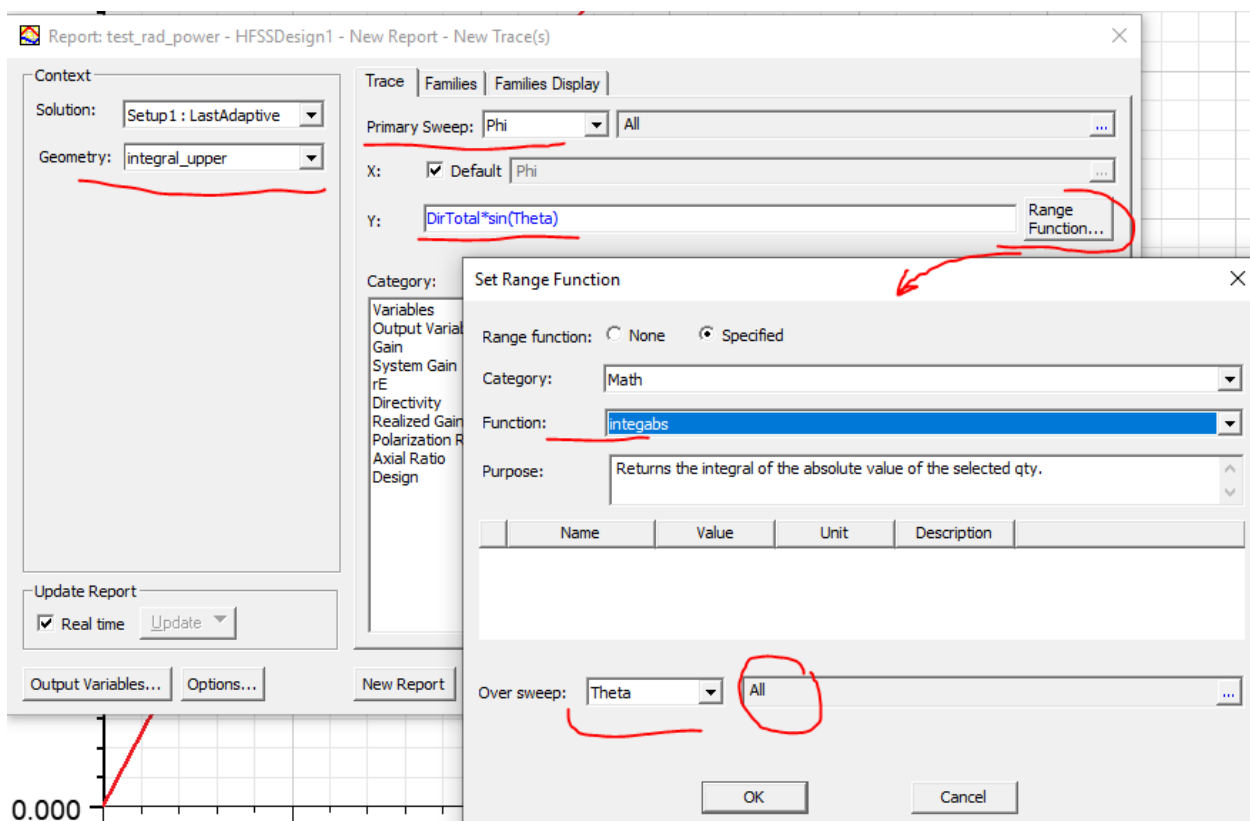 Report: test_rad_power - HFSSDesign1 - New Report - New Trace(s)
Context
Solution: Setup1 : LastAdaptive
Geometry: integral_upper
Trace Families Families Display
Primary Sweep: Phi All ...
X: Default Phi ...
Y: DirTotal*sin(Theta)
Range
Function...
Category:
Variables
Output Variab
Gain
System Gain
rE
Directivity
Realized Gain
Polarization R
Axial Ratio
Design
Set Range Function
Range function: None Specified
Category: Math
Function: integabs
Purpose: Returns the integral of the absolute value of the selected qty.
Name Value Unit Description
Over sweep: Theta All ...
OK Cancel
Update Report
Real time Update
Output Variables... Options... New Report
0.000